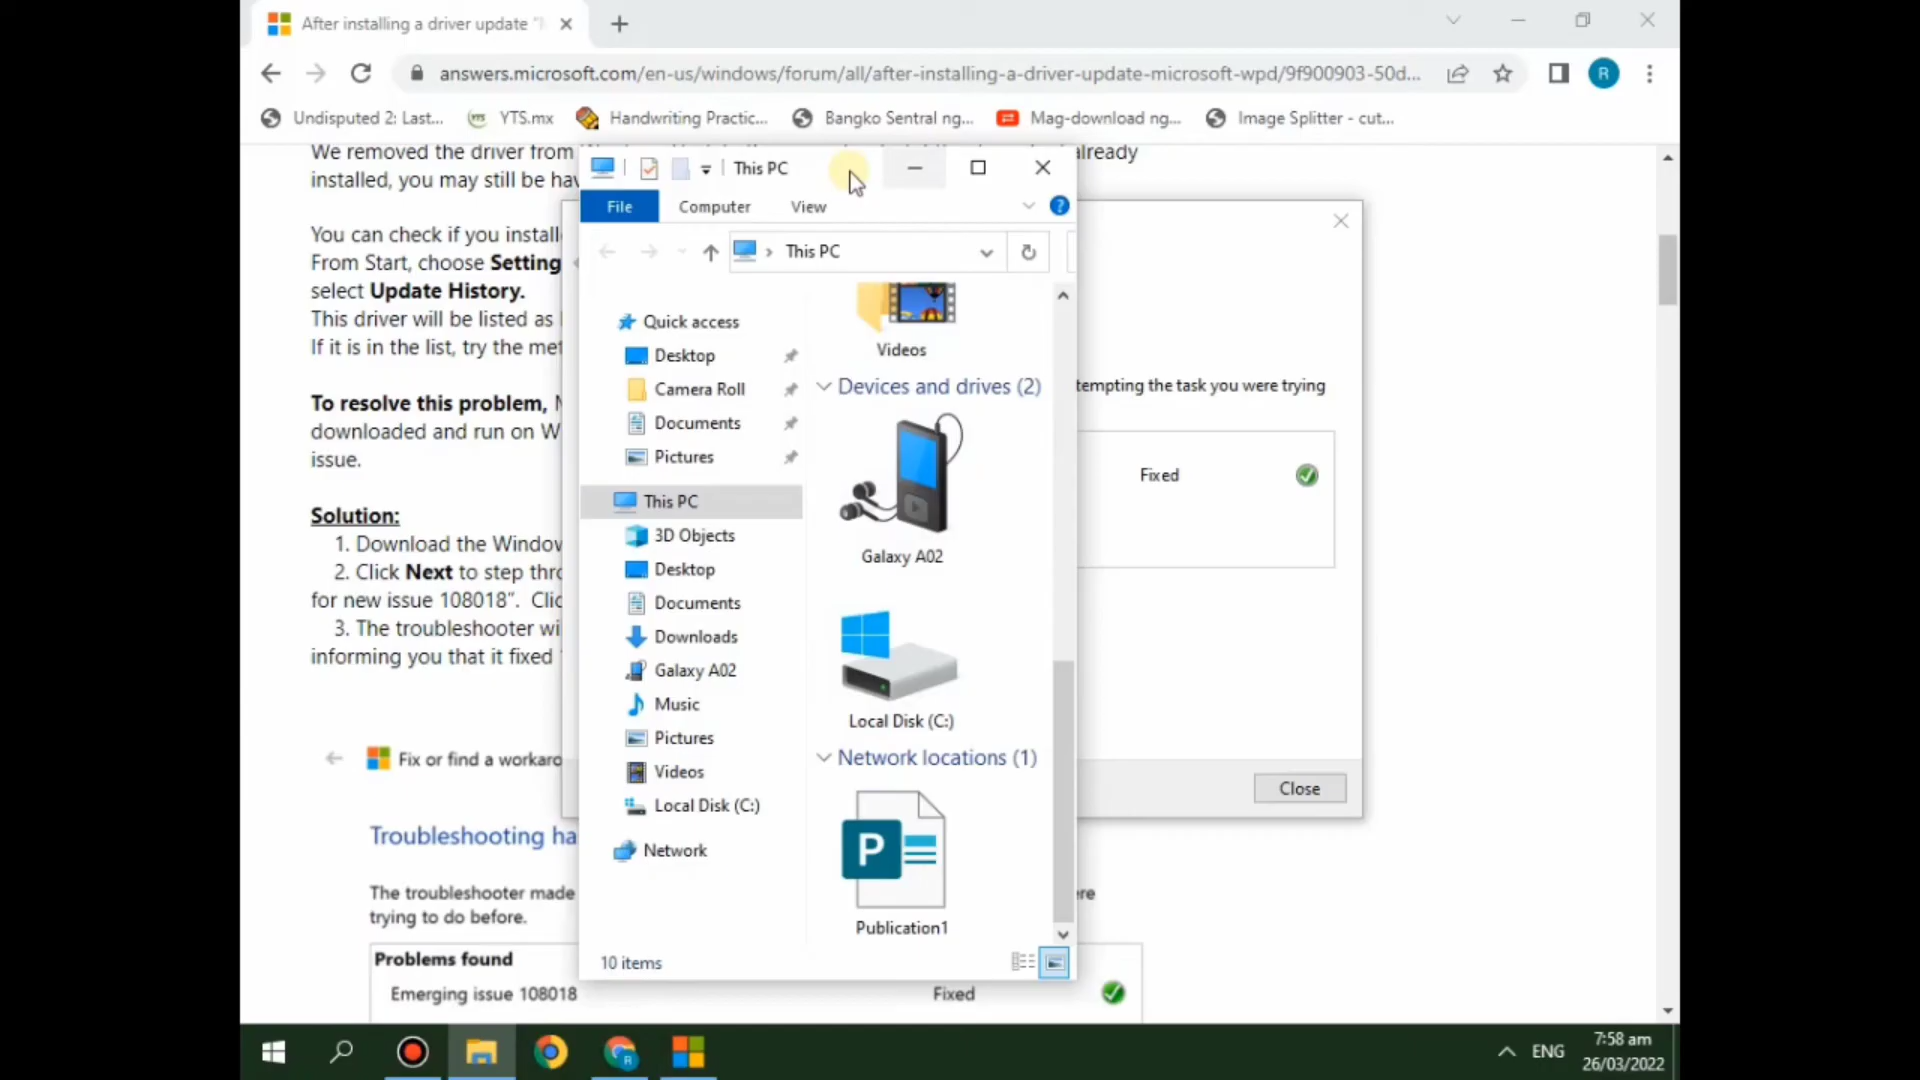 After installing a driver update "
answers.microsoft.com/en-us/windows/forum/all/after-installing-a-driver-update-microsoft-wpd/9f900903-50d...
R
Undisputed 2: Last...
YTS.mx
Handwriting Practic...
Bangko Sentral ng...
Mag-download ng...
Image Splitter - cut...
We removed the driver from
already
installed, you may still be hav
You can check if you install
From Start, choose Setting
select Update History.
This driver will be listed as
If it is in the list, try the met
To resolve this problem,
downloaded and run on W
issue.
Solution:
1. Download the Window
2. Click Next to step thro
for new issue 108018". Clic
3. The troubleshooter wi
informing you that it fixed
Fix or find a workaro
Troubleshooting ha
The troubleshooter made
ere
trying to do before.
Problems found
Emerging issue 108018
Fixed
This PC
File
Computer
View
?
This PC
Quick access
Desktop
Camera Roll
Documents
Pictures
This PC
3D Objects
Desktop
Documents
Downloads
Galaxy A02
Music
Pictures
Videos
Local Disk (C:)
Network
Videos
Devices and drives (2)
Galaxy A02
Local Disk (C:)
Network locations (1)
P
Publication1
10 items
tempting the task you were trying
Fixed
Close
R
ENG
7:58 am
26/03/2022